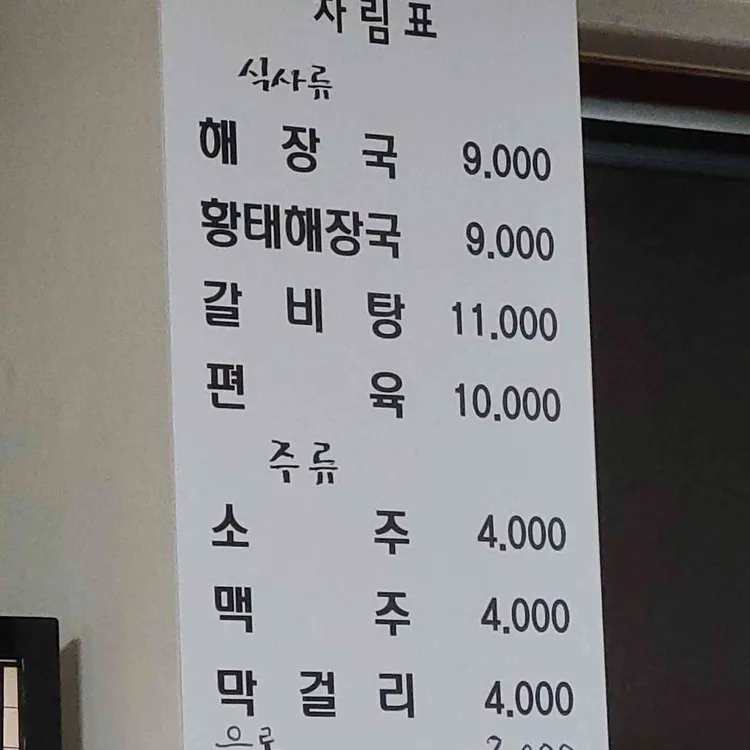 차림표
식사류
해 장 국 9.000
황태해장국 9.000
갈 비 탕 11.000
편 육 10.000
주류
소 주 4.000
맥 주 4.000
막 걸 리 4.000